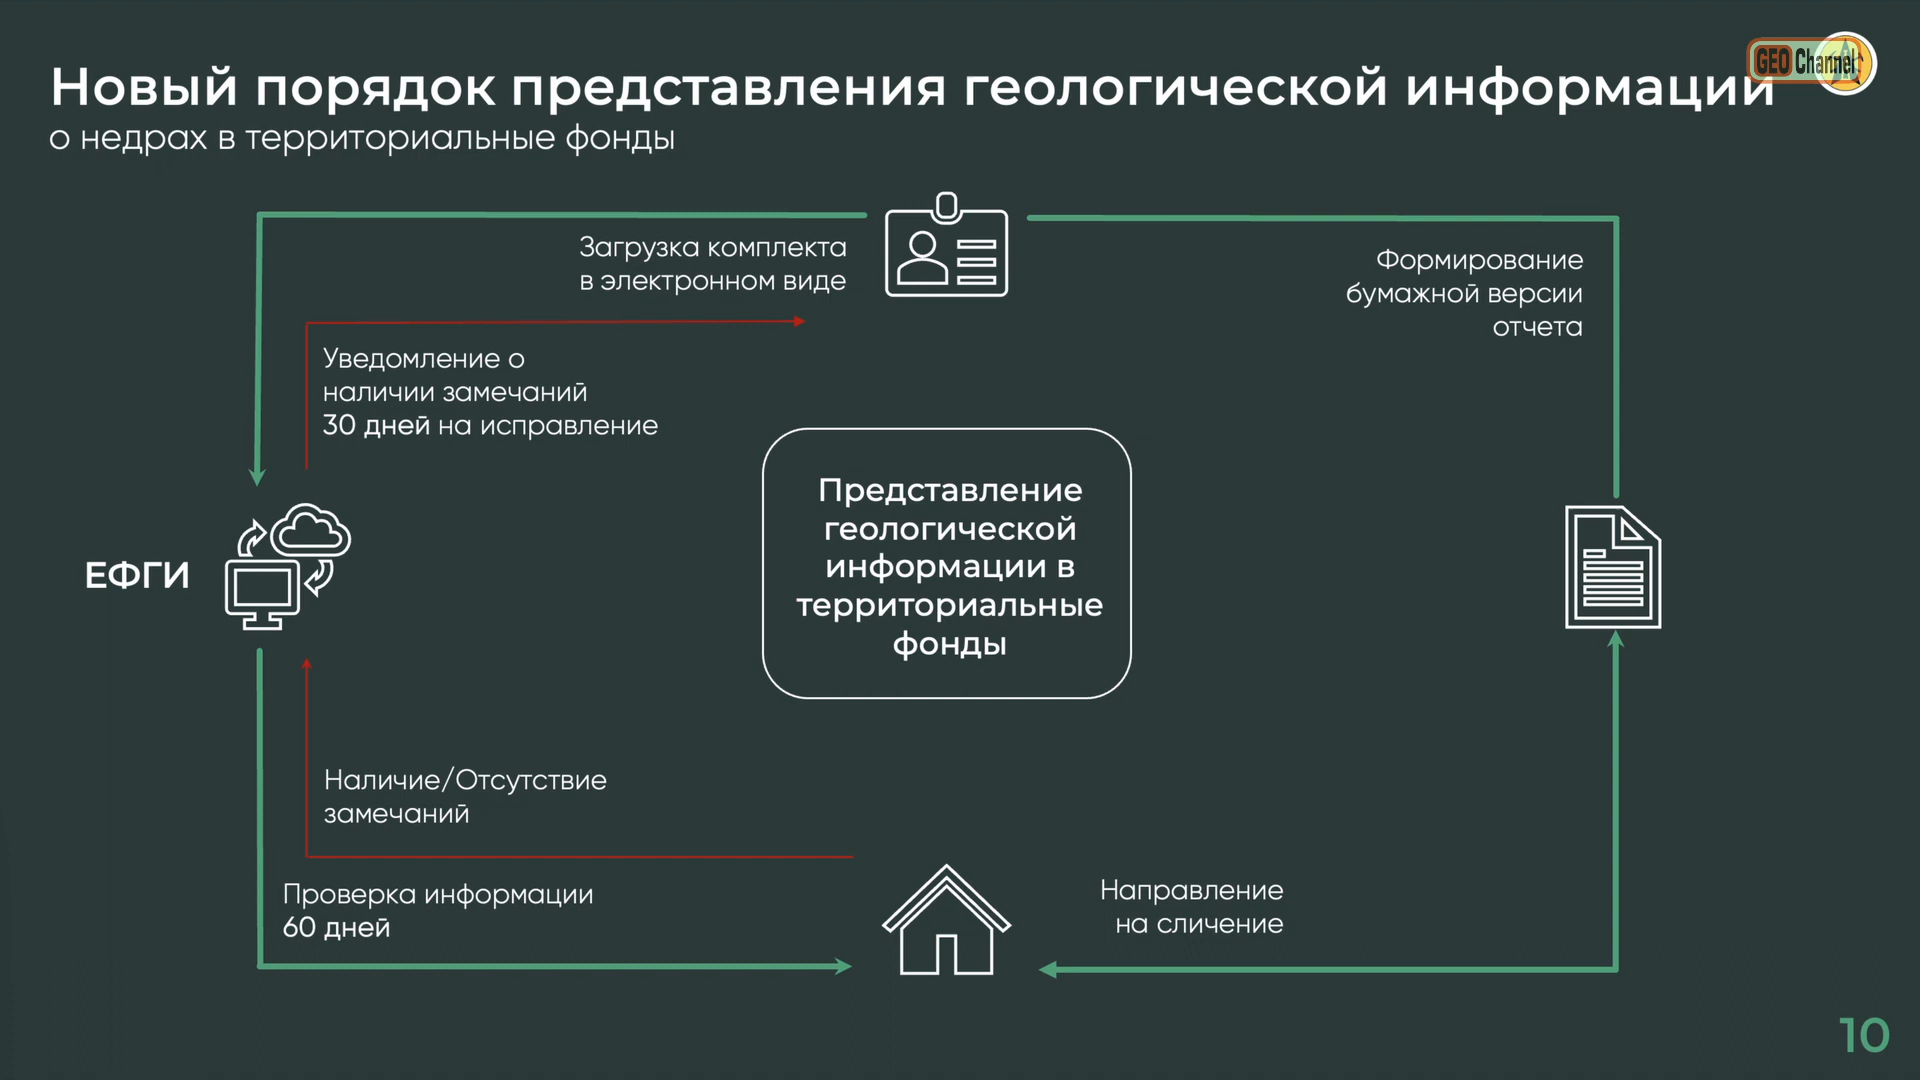 Новый порядок представления геологической информации
о недрах в территориальные фонды
GEO Channel
Загрузка комплекта
в электронном виде
Формирование
бумажной версии
отчета
Уведомление о
наличии замечаний
30 дней на исправление
Представление
геологической
информации в
территориальные
фонды
ЕФГИ
Наличие/Отсутствие
замечаний
Проверка информации
60 дней
Направление
на сличение
10